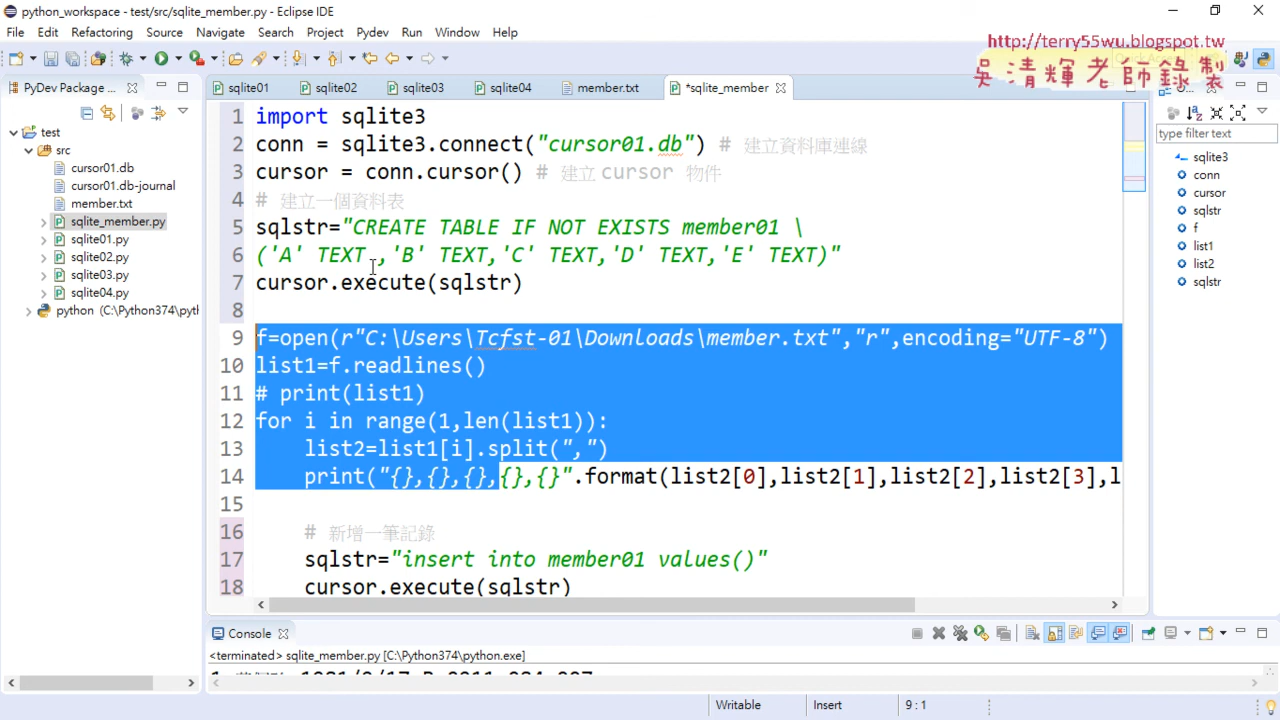 python_workspace - test/src/sqlite_member.py - Eclipse IDE
File Edit Refactoring Source Navigate Search Project Pydev Run Window Help
http://terry55wu.blogspot.tw
吳清輝老師錄製
PyDev Package
sqlite01 sqlite02 sqlite03 sqlite04 member.txt *sqlite_member
test
src
cursor01.db
cursor01.db-journal
member.txt
sqlite_member.py
sqlite01.py
sqlite02.py
sqlite03.py
sqlite04.py
python (C:\Python374\pyth
1 import sqlite3
2 conn = sqlite3.connect("cursor01.db") # 建立資料庫連線
3 cursor = conn.cursor() # 建立 cursor 物件
4 # 建立一個資料表
5 sqlstr="CREATE TABLE IF NOT EXISTS member01 \
6 ('A' TEXT ,'B' TEXT,'C' TEXT,'D' TEXT,'E' TEXT)"
7 cursor.execute(sqlstr)
8
9 f=open(r"C:\Users\Tcfst-01\Downloads\member.txt","r",encoding="UTF-8")
10 list1=f.readlines()
11 # print(list1)
12 for i in range(1,len(list1)):
13 list2=list1[i].split(",")
14 print("{},{},{},{},{}".format(list2[0],list2[1],list2[2],list2[3],l
15
16 # 新增一筆記錄
17 sqlstr="insert into member01 values()"
18 cursor.execute(sqlstr)
type filter text
sqlite3
conn
cursor
sqlstr
f
list1
list2
sqlstr
Console
<terminated> sqlite_member.py [C:\Python374\python.exe]
Writable Insert 9 : 1